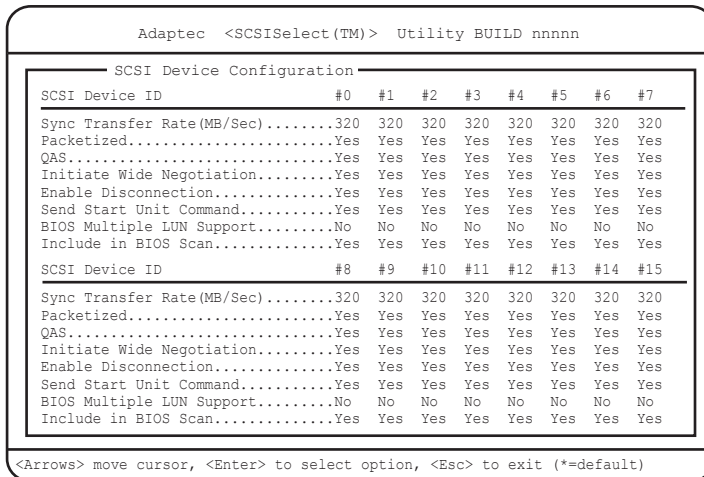 Adaptec <SCSISelect(TM)> Utility BUILD nnnnn
SCSI Device Configuration
SCSI Device ID #0 #1 #2 #3 #4 #5 #6 #7
Sync Transfer Rate(MB/Sec)........320 320 320 320 320 320 320 320
Packetized........................Yes Yes Yes Yes Yes Yes Yes Yes
QAS...............................Yes Yes Yes Yes Yes Yes Yes Yes
Initiate Wide Negotiation.........Yes Yes Yes Yes Yes Yes Yes Yes
Enable Disconnection..............Yes Yes Yes Yes Yes Yes Yes Yes
Send Start Unit Command...........Yes Yes Yes Yes Yes Yes Yes Yes
BIOS Multiple LUN Support.........No No No No No No No No
Include in BIOS Scan..............Yes Yes Yes Yes Yes Yes Yes Yes
SCSI Device ID #8 #9 #10 #11 #12 #13 #14 #15
Sync Transfer Rate(MB/Sec)........320 320 320 320 320 320 320 320
Packetized........................Yes Yes Yes Yes Yes Yes Yes Yes
QAS...............................Yes Yes Yes Yes Yes Yes Yes Yes
Initiate Wide Negotiation.........Yes Yes Yes Yes Yes Yes Yes Yes
Enable Disconnection..............Yes Yes Yes Yes Yes Yes Yes Yes
Send Start Unit Command...........Yes Yes Yes Yes Yes Yes Yes Yes
BIOS Multiple LUN Support.........No No No No No No No No
Include in BIOS Scan..............Yes Yes Yes Yes Yes Yes Yes Yes
<Arrows> move cursor, <Enter> to select option, <Esc> to exit (*=default)